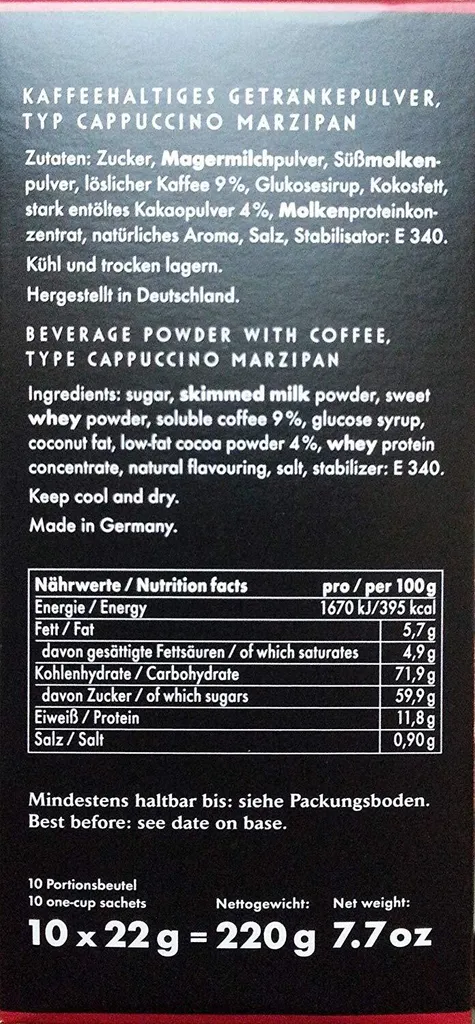 KAFFEEHALTIGES GETRÄNKEPULVER,
TYP CAPPUCCINO MARZIPAN
Zutaten: Zucker, Magermilchpulver, Süßmolken-
pulver, löslicher Kaffee 9%, Glukosesirup, Kokosfett,
stark entöltes Kakaopulver 4%, Molkenproteinkon-
zentrat, natürliches Aroma, Salz, Stabilisator: E 340.
Kühl und trocken lagern.
Hergestellt in Deutschland.
BEVERAGE POWDER WITH COFFEE,
TYPE CAPPUCCINO MARZIPAN
Ingredients: sugar, skimmed milk powder, sweet
whey powder, soluble coffee 9%, glucose syrup,
coconut fat, low-fat cocoa powder 4%, whey protein
concentrate, natural flavouring, salt, stabilizer: E 340.
Keep cool and dry.
Made in Germany.
Nährwerte / Nutrition facts pro / per 100 g
Energie / Energy 1670 kJ/395 kcal
Fett / Fat 5,7 g
davon gesättigte Fettsäuren / of which saturates 4,9 g
Kohlenhydrate / Carbohydrate 71,9 g
davon Zucker / of which sugars 59,9 g
Eiweiß / Protein 11,8 g
Salz / Salt 0,90 g
Mindestens haltbar bis: siehe Packungsboden.
Best before: see date on base.
10 Portionsbeutel
10 one-cup sachets Nettogewicht: Net weight:
10 x 22 g = 220 g 7.7 oz